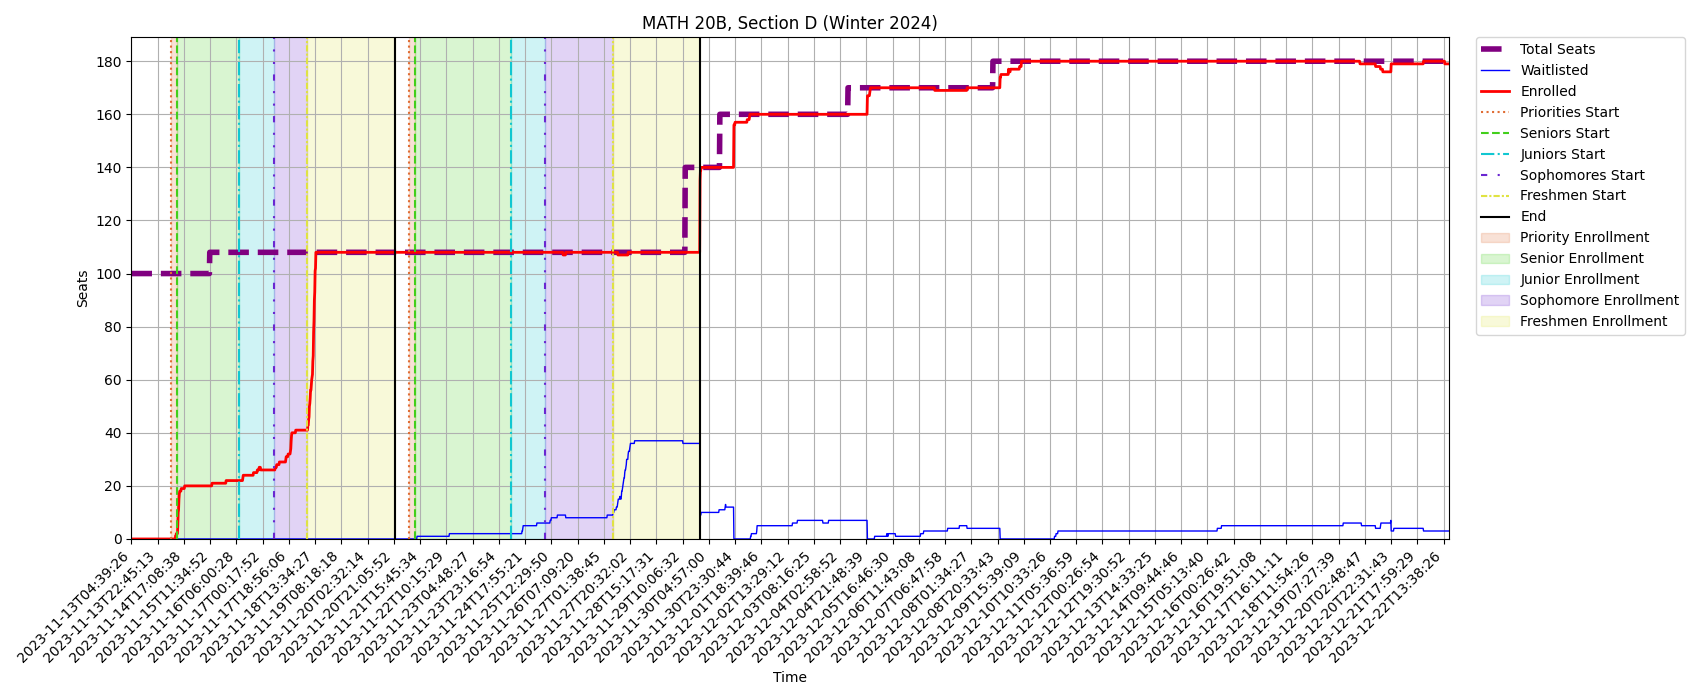 MATH 20B, Section D (Winter 2024)
Seats
180
160
140
120
100
80
60
40
20
0
2023-11-13T04:39:26
2023-11-13T22:45:13
2023-11-14T17:08:38
2023-11-15T11:34:52
2023-11-16T06:00:28
2023-11-17T00:17:52
2023-11-17T18:56:06
2023-11-18T13:34:27
2023-11-19T08:18:18
2023-11-20T02:32:14
2023-11-20T21:05:52
2023-11-21T15:45:34
2023-11-22T10:15:29
2023-11-23T04:48:27
2023-11-23T23:16:54
2023-11-24T17:55:21
2023-11-25T12:29:50
2023-11-26T07:09:20
2023-11-27T01:38:45
2023-11-27T20:32:02
2023-11-28T15:17:31
2023-11-29T10:06:32
2023-11-30T04:57:00
2023-11-30T23:30:44
2023-12-01T18:39:46
2023-12-02T13:29:12
2023-12-03T08:16:25
2023-12-04T02:58:52
2023-12-04T21:48:39
2023-12-05T16:46:30
2023-12-06T11:43:08
2023-12-07T06:47:58
2023-12-08T01:34:27
2023-12-08T20:33:43
2023-12-09T15:39:09
2023-12-10T10:33:26
2023-12-11T05:36:59
2023-12-12T00:26:54
2023-12-12T19:30:52
2023-12-13T14:33:25
2023-12-14T09:44:46
2023-12-15T05:13:40
2023-12-16T00:26:42
2023-12-16T19:51:08
2023-12-17T16:11:11
2023-12-18T11:54:26
2023-12-19T07:27:39
2023-12-20T02:48:47
2023-12-20T22:31:43
2023-12-21T17:59:29
2023-12-22T13:38:26
Time
Total Seats
Waitlisted
Enrolled
Priorities Start
Seniors Start
Juniors Start
Sophomores Start
Freshmen Start
End
Priority Enrollment
Senior Enrollment
Junior Enrollment
Sophomore Enrollment
Freshmen Enrollment